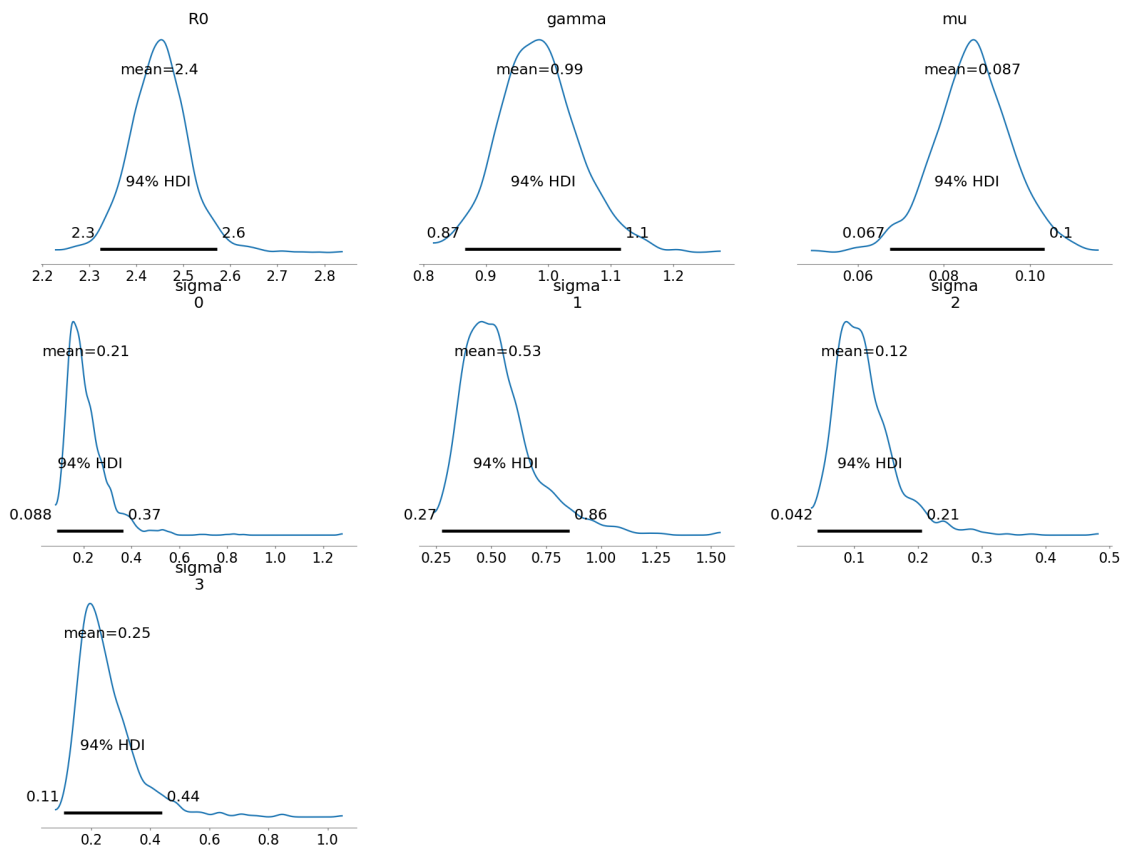 R0
mean=2.4
94% HDI
2.3 2.6
2.2 2.3 2.4 2.5 2.6 2.7 2.8
gamma
mean=0.99
94% HDI
0.87 1.1
0.8 0.9 1.0 1.1 1.2
mu
mean=0.087
94% HDI
0.067 0.1
0.06 0.08 0.10
sigma
0
mean=0.21
94% HDI
0.088 0.37
0.2 0.4 0.6 0.8 1.0 1.2
sigma
1
mean=0.53
94% HDI
0.27 0.86
0.25 0.50 0.75 1.00 1.25 1.50
sigma
2
mean=0.12
94% HDI
0.042 0.21
0.1 0.2 0.3 0.4 0.5
sigma
3
mean=0.25
94% HDI
0.11 0.44
0.2 0.4 0.6 0.8 1.0